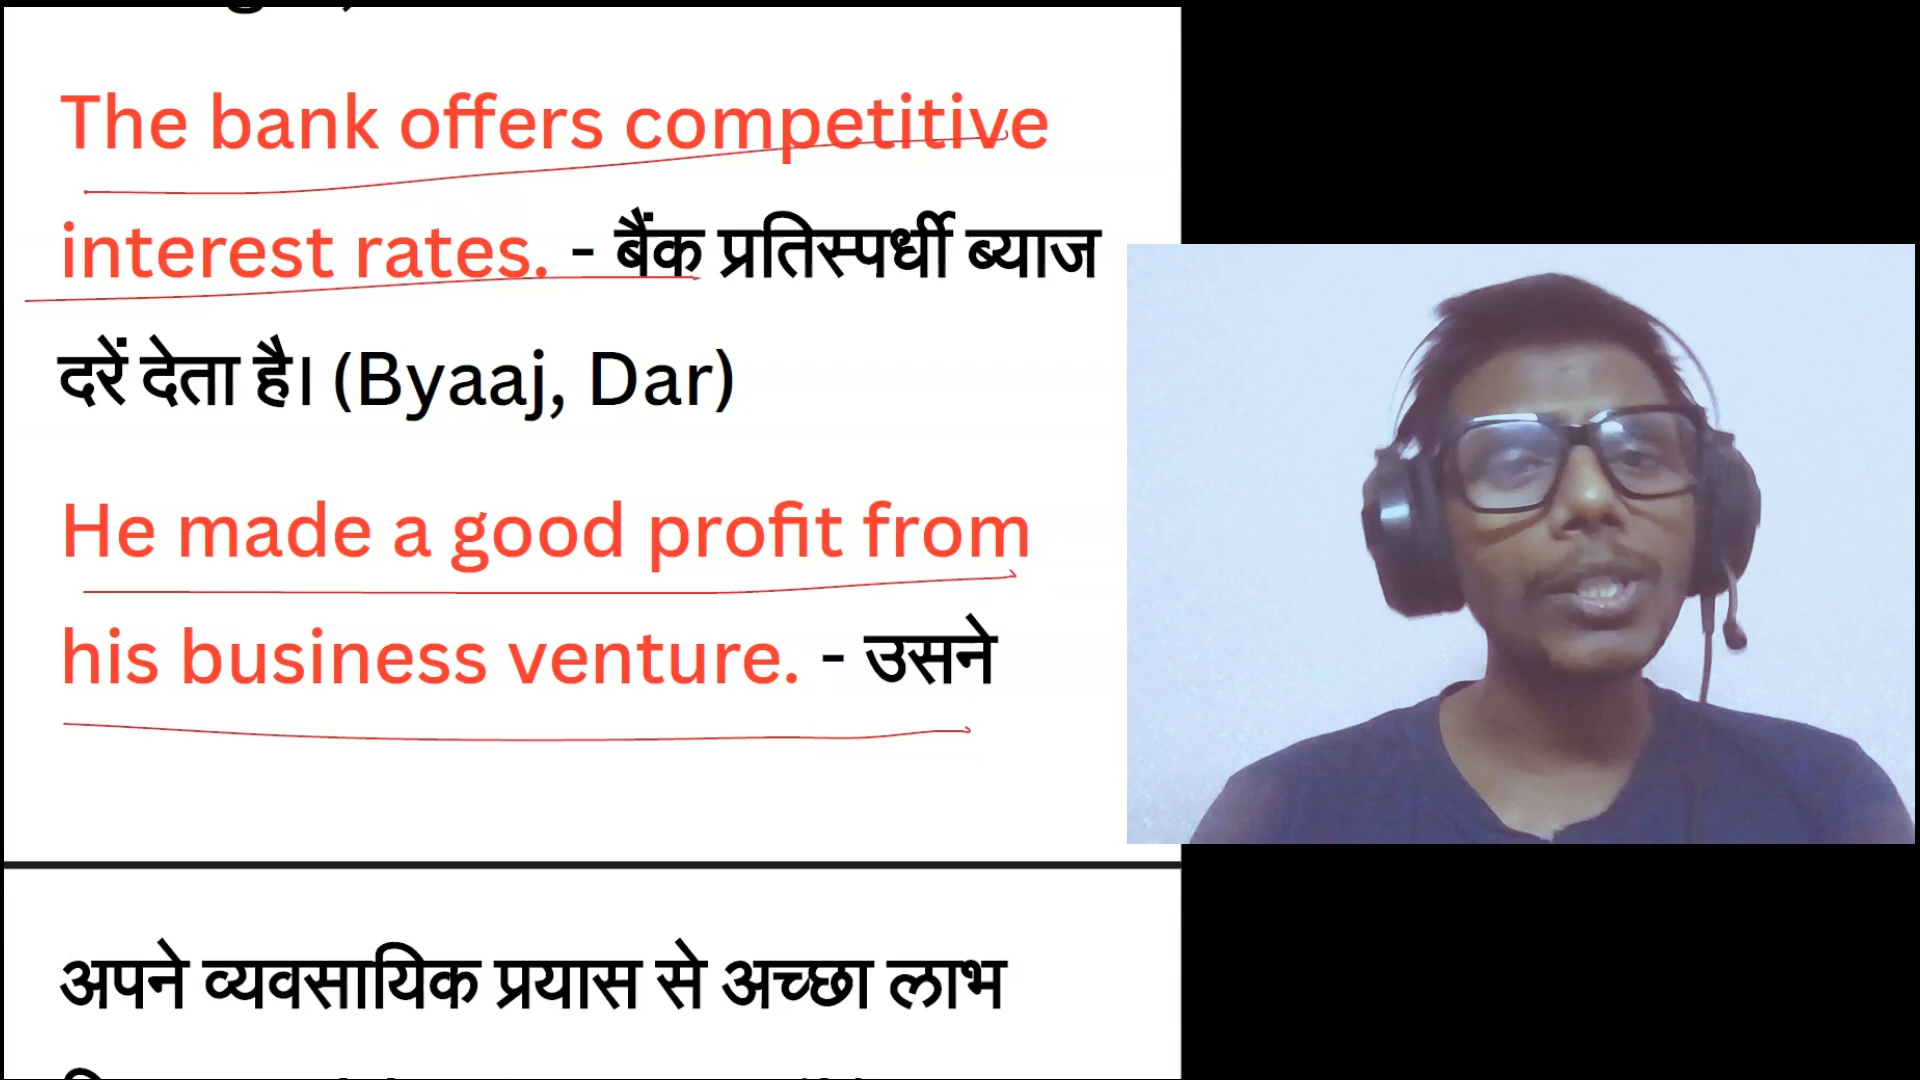 The bank offers competitive
interest rates. - बैंक प्रतिस्पर्धी ब्याज
दरें देता है। (Byaaj, Dar)
He made a good profit from
his business venture. - उसने
अपने व्यवसायिक प्रयास से अच्छा लाभ